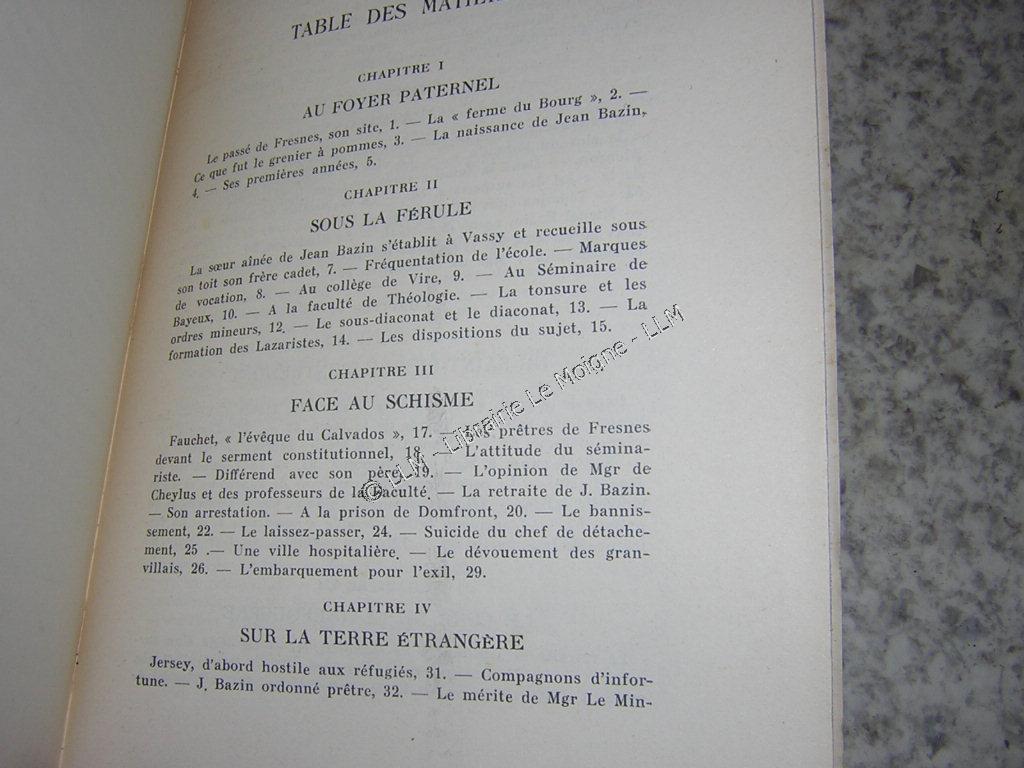 TABLE DES MATIÈR
CHAPITRE I
AU FOYER PATERNEL
Le passé de Fresnes, son site, 1. — La « ferme du Bourg », 2. —
Ce que fut le grenier à pommes, 3. — La naissance de Jean Bazin,
4. — Ses premières années, 5.
CHAPITRE II
SOUS LA FÉRULE
La sœur aînée de Jean Bazin s'établit à Vassy et recueille sous
son toit son frère cadet, 7. — Fréquentation de l'école. — Marques
de vocation, 8. — Au collège de Vire, 9. — Au Séminaire de
Bayeux, 10. — A la faculté de Théologie. — La tonsure et les
ordres mineurs, 12. — Le sous-diaconat et le diaconat, 13. — La
formation des Lazaristes, 14. — Les dispositions du sujet, 15.
CHAPITRE III
FACE AU SCHISME
Fauchet, « l'évêque du Calvados », 17. — Les prêtres de Fresnes
devant le serment constitutionnel, 18. — L'attitude du sémina-
riste. — Différend avec son père, 19. — L'opinion de Mgr de
Cheylus et des professeurs de la Faculté. — La retraite de J. Bazin.
— Son arrestation. — A la prison de Domfront, 20. — Le bannis-
sement, 22. — Le laissez-passer, 24. — Suicide du chef de détache-
ment, 25 .— Une ville hospitalière. — Le dévouement des gran-
villais, 26. — L'embarquement pour l'exil, 29.
CHAPITRE IV
SUR LA TERRE ÉTRANGÈRE
Jersey, d'abord hostile aux réfugiés, 31. — Compagnons d'infor-
tune. — J. Bazin ordonné prêtre, 32. — Le mérite de Mgr Le Min-
© LLM - Librairie Le Moigne - LLM